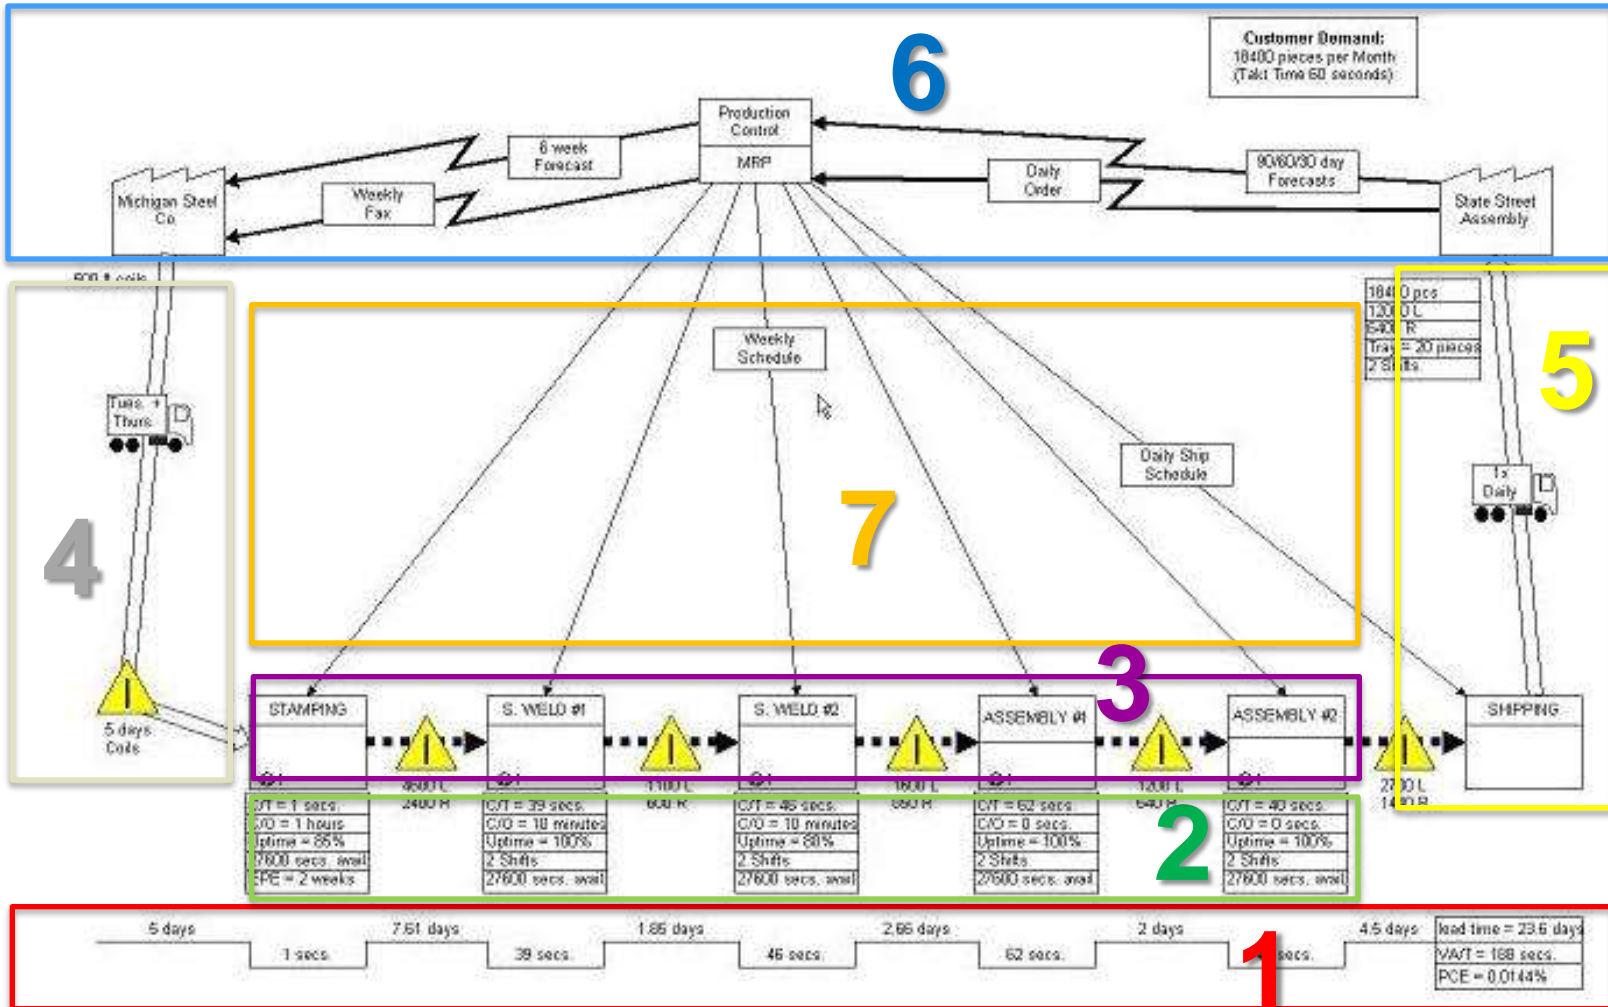 6
Customer Demand:
18400 pieces per Month
(Takt Time 60 seconds)
Production
Control
MRP
6 week
Forecast
Weekly
Fax
Daily
Order
90/60/30 day
Forecasts
Michigan Steel
Co.
State Street
Assembly
coils
18400 pcs
12000 L
6400 R
Tray = 20 pieces
2 Shifts
5
Weekly
Schedule
Tues. +
Thurs.
Daily Ship
Schedule
1x
Daily
4
7
3
5 days
Coils
STAMPING
S. WELD #1
S. WELD #2
ASSEMBLY #1
ASSEMBLY #2
SHIPPING
I
I
I
I
I
I
4600 L
2400 R
1100 L
600 R
1600 L
850 R
1200 L
640 R
2700 L
C/T = 1 secs.
C/O = 1 hours
Uptime = 85%
27600 secs. avail
EPE = 2 weeks
C/T = 39 secs.
C/O = 10 minutes
Uptime = 100%
2 Shifts
27600 secs. avail
C/T = 46 secs.
C/O = 10 minutes
Uptime = 80%
2 Shifts
27600 secs. avail
C/T = 62 secs.
C/O = 0 secs.
Uptime = 100%
2 Shifts
27600 secs. avail
C/T = 40 secs.
C/O = 0 secs.
Uptime = 100%
2 Shifts
27600 secs. avail
2
5 days
7.61 days
1.85 days
2.66 days
2 days
4.5 days
1 secs.
39 secs.
46 secs.
62 secs.
secs.
1
lead time = 23.6 days
VA/T = 188 secs.
PCE = 0.0144%